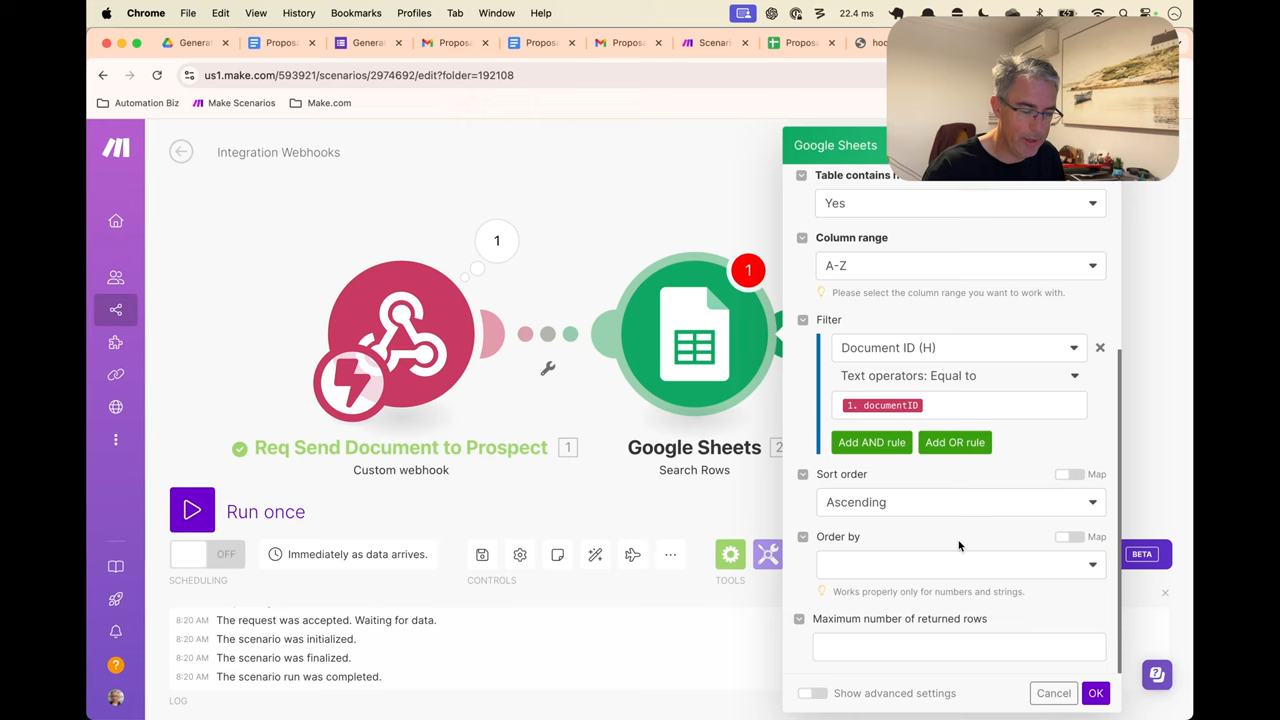 Chrome File Edit View History Bookmarks Profiles Tab Window Help 22.4 ms
Generat Propos Genera Propos Propos Propos Scenari Propos hoo
us1.make.com/593921/scenarios/2974692/edit?folder=192108
Automation Biz Make Scenarios Make.com
Integration Webhooks
Google Sheets
Table contains
Yes
Column range
A-Z
Please select the column range you want to work with.
Filter
Document ID (H)
Text operators: Equal to
1. documentID
Add AND rule Add OR rule
Sort order Map
Ascending
Order by Map
Works properly only for numbers and strings.
Maximum number of returned rows
Show advanced settings Cancel OK
1
1
Req Send Document to Prospect 1
Custom webhook
Google Sheets 2
Search Rows
Run once
OFF Immediately as data arrives.
BETA
SCHEDULING CONTROLS TOOLS
8:20 AM The request was accepted. Waiting for data.
8:20 AM The scenario was initialized.
8:20 AM The scenario was finalized.
8:20 AM The scenario run was completed.
LOG